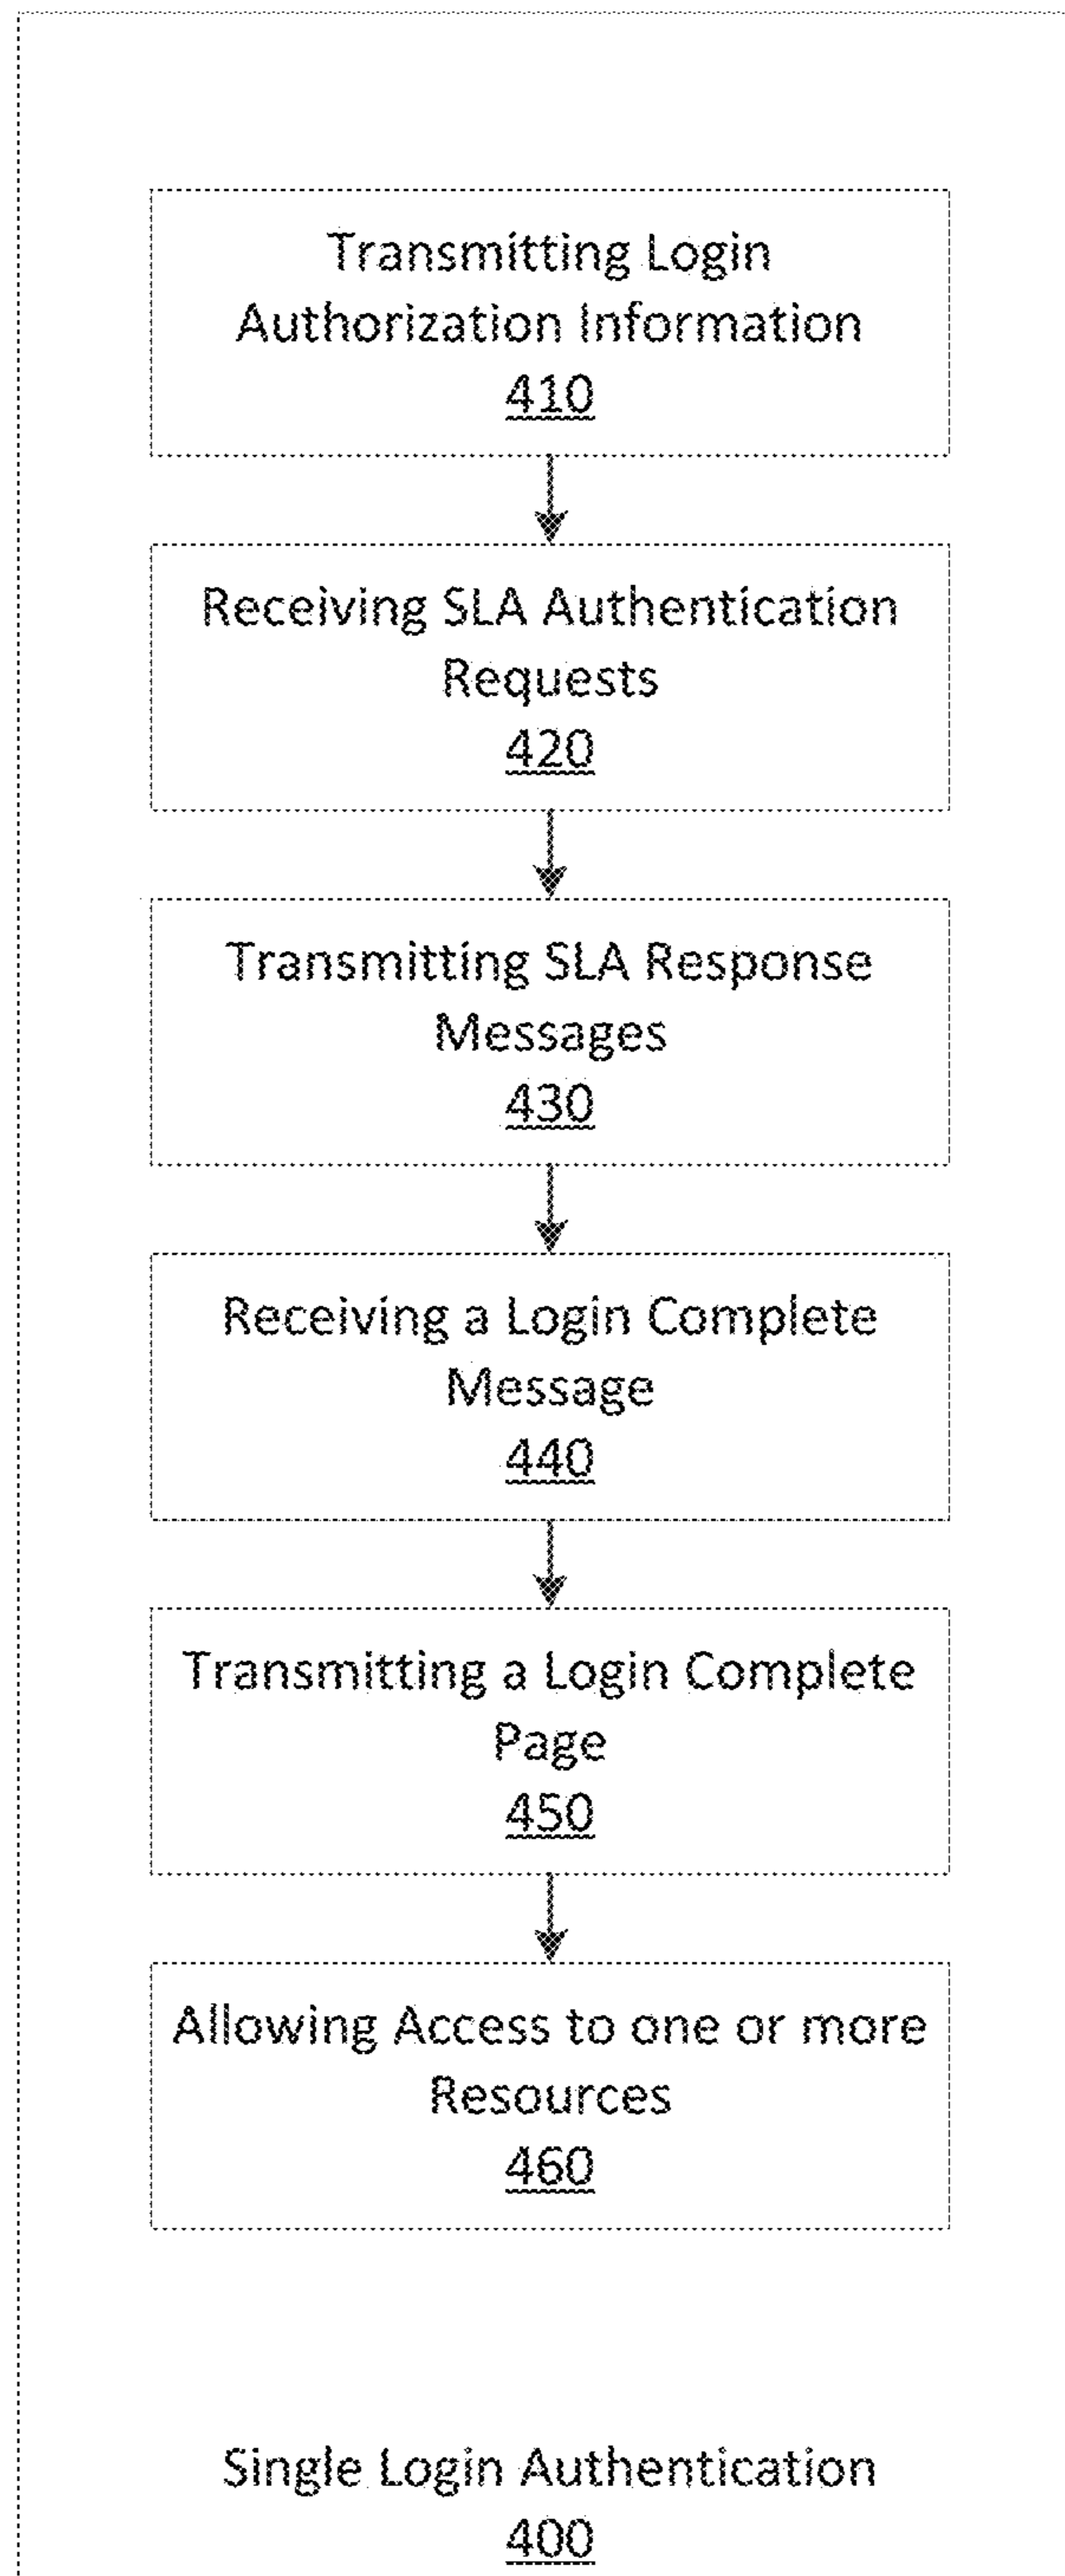 Transmitting Login
Authorization Information
410
Receiving SLA Authentication
Requests
420
Transmitting SLA Response
Messages
430
Receiving a Login Complete
Message
440
Transmitting a Login Complete
Page
450
Allowing Access to one or more
Resources
460
Single Login Authentication
400